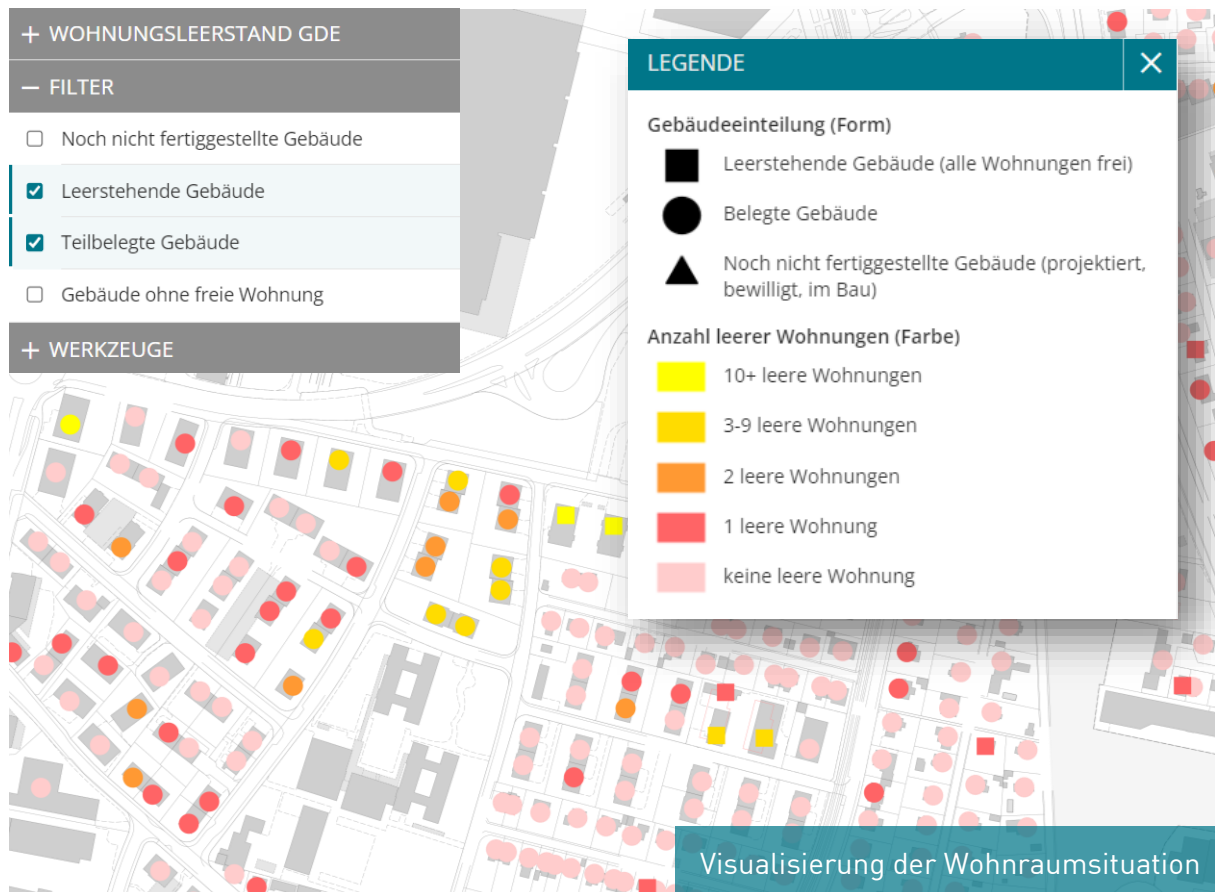 + WOHNUNGSLEERSTAND GDE
− FILTER
Noch nicht fertiggestellte Gebäude
Leerstehende Gebäude
Teilbelegte Gebäude
Gebäude ohne freie Wohnung
+ WERKZEUGE
LEGENDE
Gebäudeeinteilung (Form)
Leerstehende Gebäude (alle Wohnungen frei)
Belegte Gebäude
Noch nicht fertiggestellte Gebäude (projektiert,
bewilligt, im Bau)
Anzahl leerer Wohnungen (Farbe)
10+ leere Wohnungen
3-9 leere Wohnungen
2 leere Wohnungen
1 leere Wohnung
keine leere Wohnung
Visualisierung der Wohnraumsituation